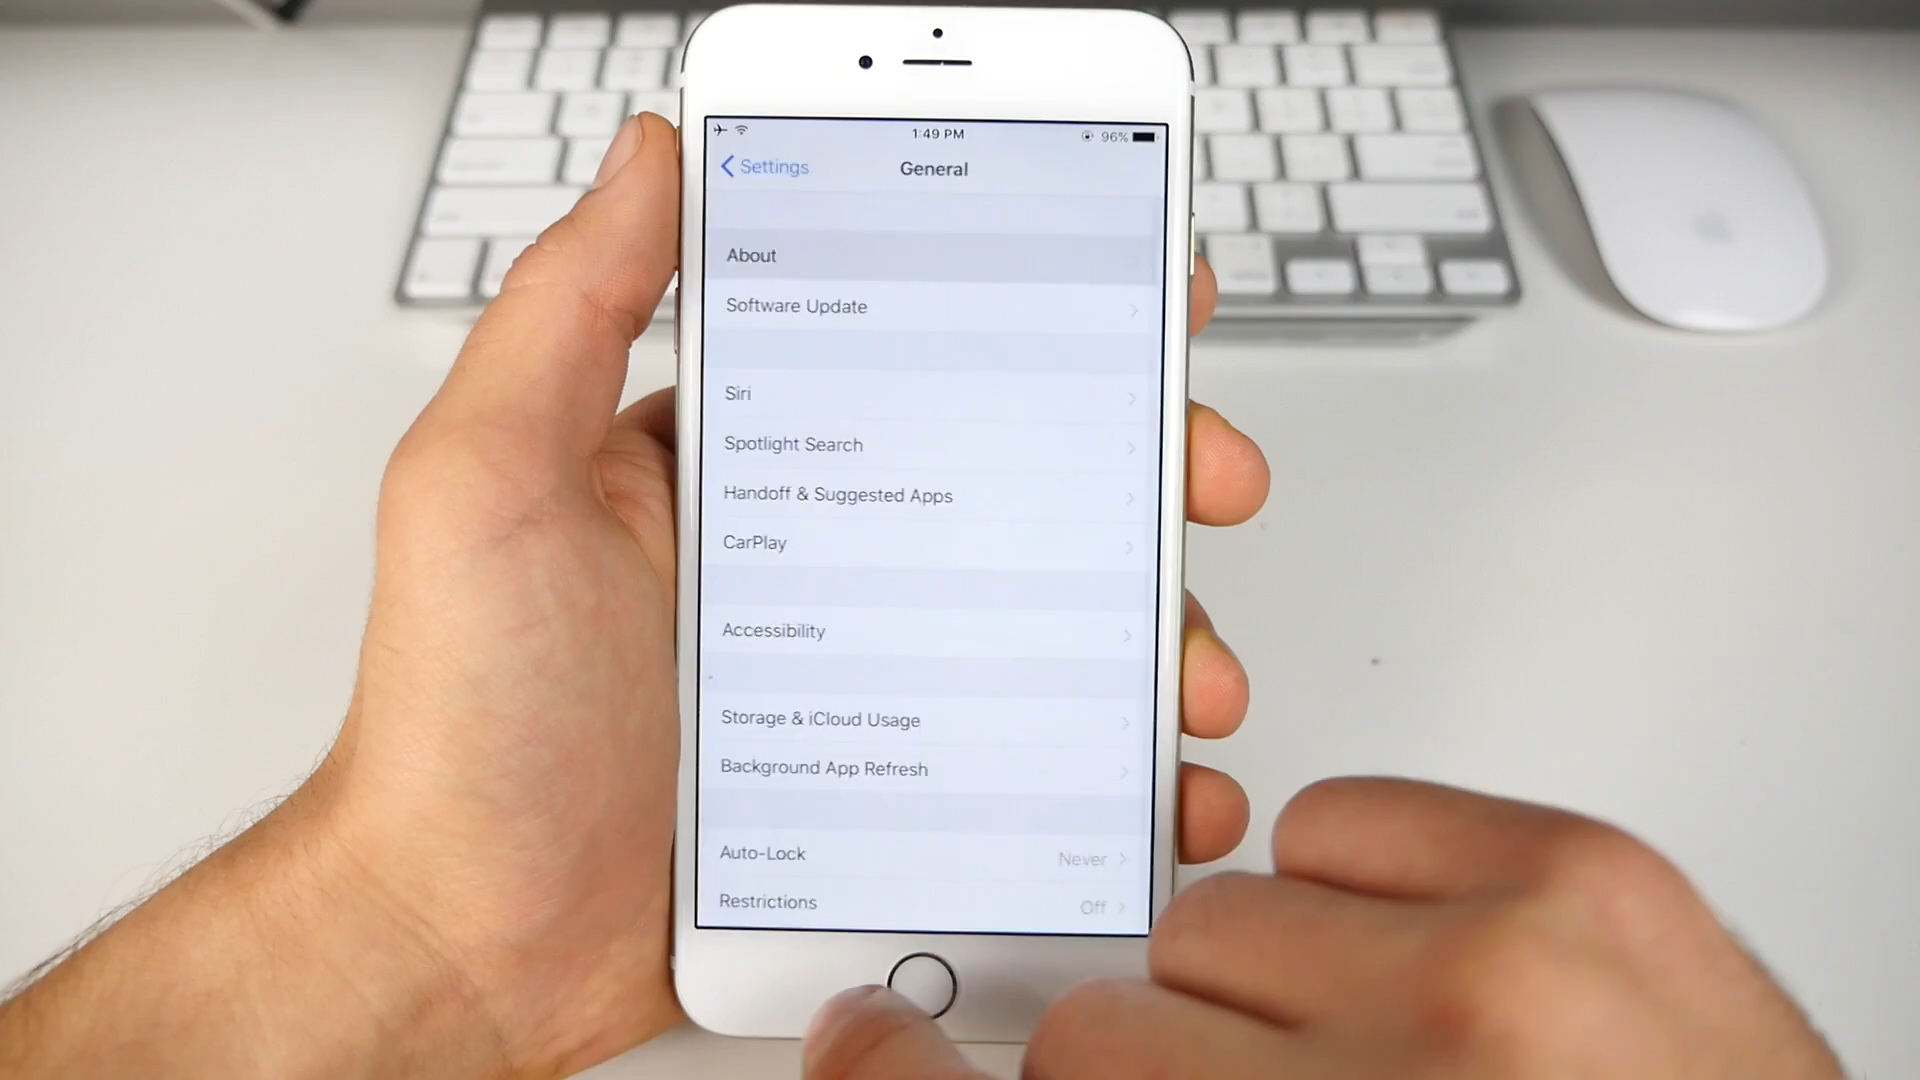 1:49 PM
96%
Settings
General
About
Software Update
Siri
Spotlight Search
Handoff & Suggested Apps
CarPlay
Accessibility
Storage & iCloud Usage
Background App Refresh
Auto-Lock Never
Restrictions Off